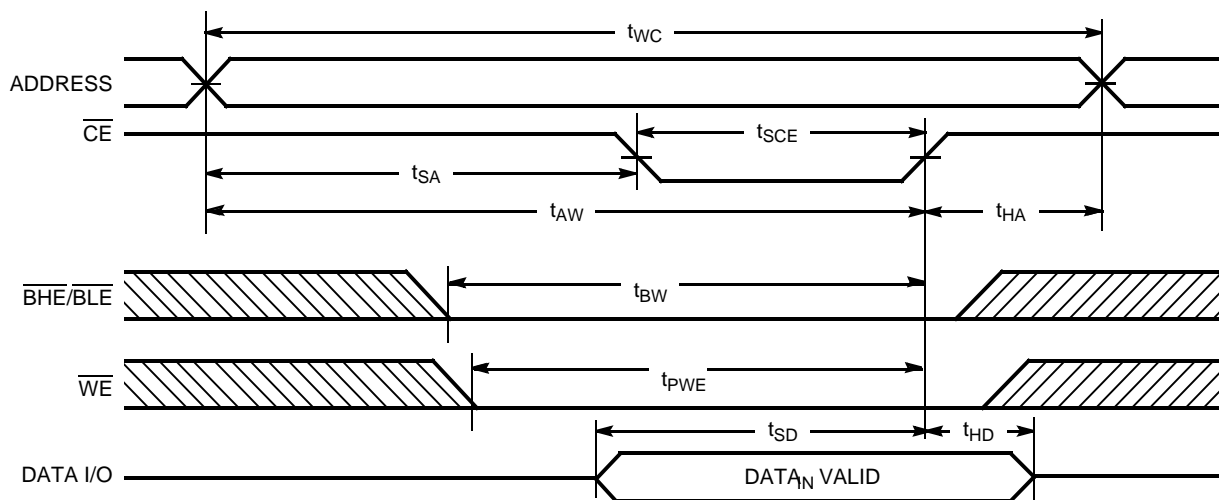 tWC
ADDRESS
CE
tSCE
tSA
tAW
tHA
BHE/BLE
tBW
WE
tPWE
tSD
tHD
DATA I/O
DATAIN VALID